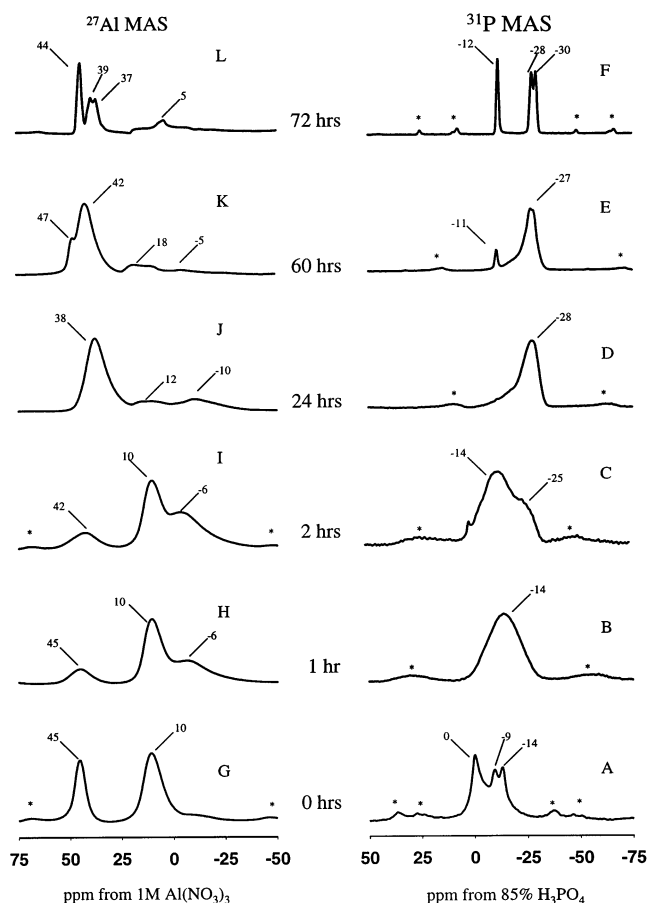 27Al MAS
31P MAS
44
39
37
5
L
72 hrs
-12
-28
-30
F
* * * *
47
42
18
-5
K
60 hrs
-11
-27
E
* *
38
12
-10
J
24 hrs
-28
D
* *
42
10
-6
I
* *
2 hrs
-14
-25
C
* *
45
10
-6
H
1 hr
-14
B
* *
45
10
G
* *
0 hrs
0
-9
-14
A
* * * *
75 50 25 0 -25 -50
50 25 0 -25 -50 -75
ppm from 1M Al(NO3)3
ppm from 85% H3PO4